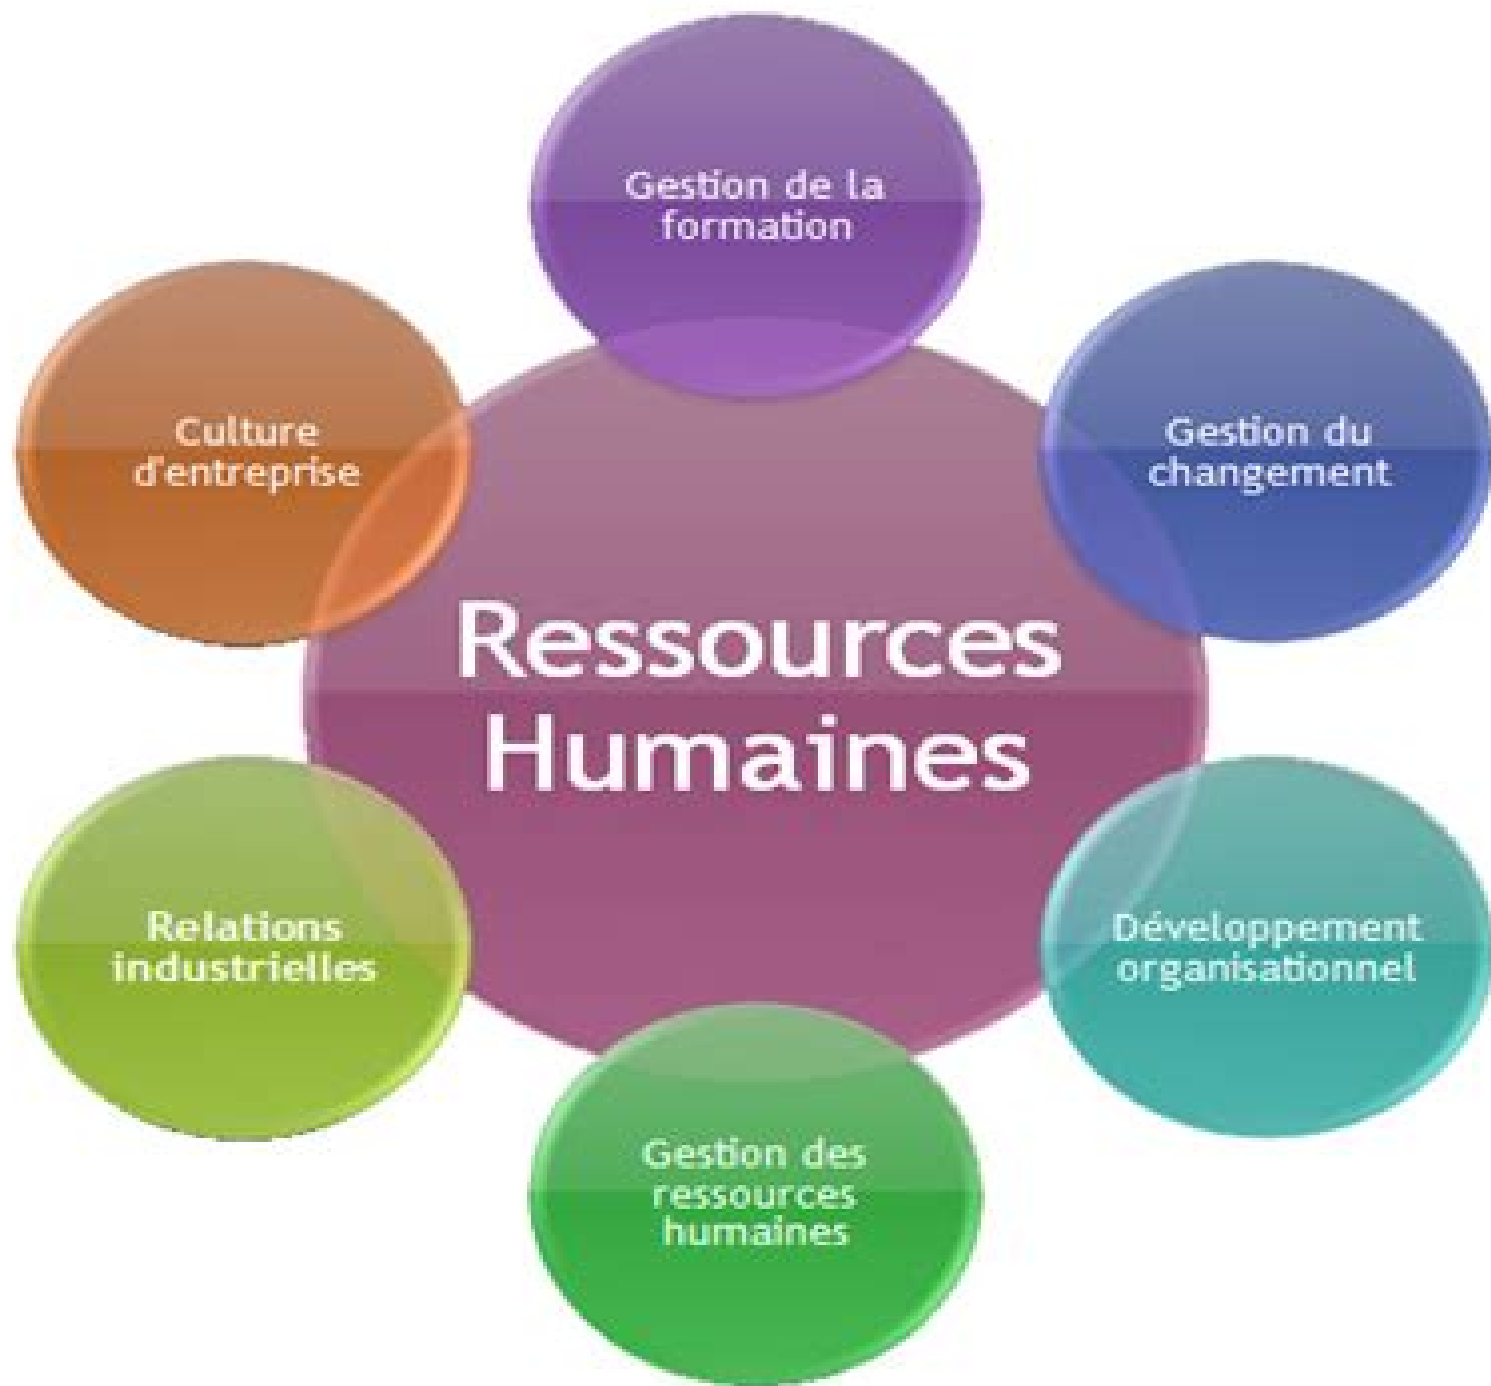 Gestion de la
formation
Culture
d'entreprise
Gestion du
changement
Ressources
Humaines
Relations
industrielles
Développement
organisationnel
Gestion des
ressources
humaines